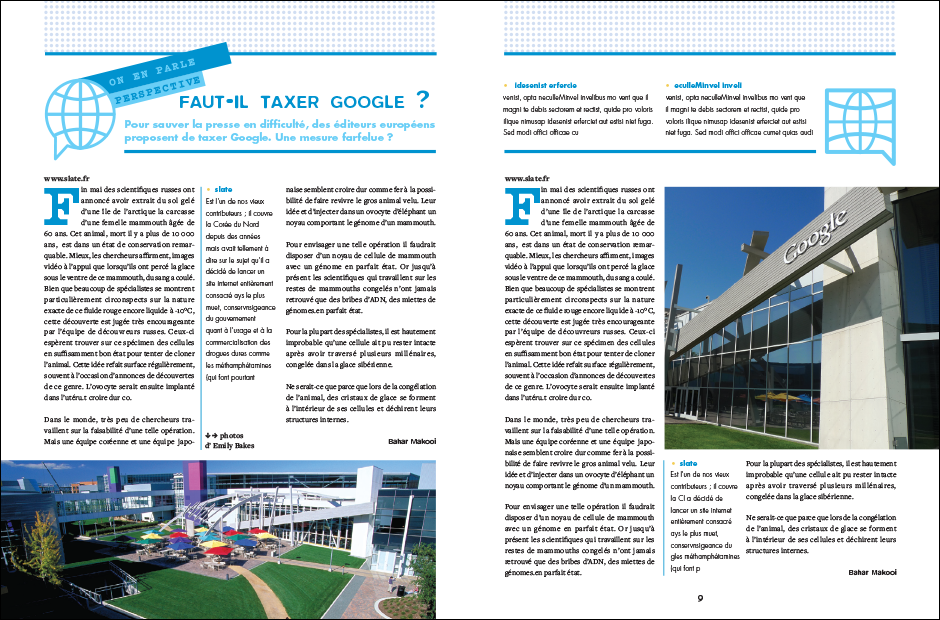 ON EN PARLE
PERSPECTIVE
FAUT•IL TAXER GOOGLE ?
Pour sauver la presse en difficulté, des éditeurs européens
proposent de taxer Google. Une mesure farfelue ?
www.slate.fr
Fin mai des scientifiques russes ont
annoncé avoir extrait du sol gelé
d'une île de l'arctique la carcasse
d'une femelle mammouth âgée de
60 ans. Cet animal, mort il y a plus de 10 000
ans, est dans un état de conservation remar-
quable. Mieux, les chercheurs affirment, images
vidéo à l'appui que lorsqu'ils ont percé la glace
sous le ventre de ce mammouth, du sang a coulé.
Bien que beaucoup de spécialistes se montrent
particulièrement circonspects sur la nature
exacte de ce fluide rouge encore liquide à -10°C,
cette découverte est jugée très encourageante
par l'équipe de découvreurs russes. Ceux-ci
espèrent trouver sur ce spécimen des cellules
en suffisamment bon état pour tenter de cloner
l'animal. Cette idée refait surface régulièrement,
souvent à l'occasion d'annonces de découvertes
de ce genre. L'ovocyte serait ensuite implanté
dans l'utéru.t croire dur co.
Dans le monde, très peu de chercheurs tra-
vaillent sur la faisabilité d'une telle opération.
Mais une équipe coréenne et une équipe japo-
• slate
Est l'un de nos vieux
contributeurs ; il couvre
la Corée du Nord
depuis des années
mais avait tellement à
dire sur le sujet qu'il a
décidé de lancer un
site internet entièrement
consacré ays le plus
muet, conservnsigeance
du gouvernement
quant à l'usage et à la
commercialisation des
drogues dures comme
les méthamphétamines
(qui font pourtant
photos
d' Emily Bakes
naise semblent croire dur comme fer à la possi-
bilité de faire revivre le gros animal velu. Leur
idée et d'injecter dans un ovocyte d'éléphant un
noyau comportant le génome d'un mammouth.
Pour envisager une telle opération il faudrait
disposer d'un noyau de cellule de mammouth
avec un génome en parfait état. Or jusqu'à
présent les scientifiques qui travaillent sur les
restes de mammouths congelés n'ont jamais
retrouvé que des bribes d'ADN, des miettes de
génomes.en parfait état.
Pour la plupart des spécialistes, il est hautement
improbable qu'une cellule ait pu rester intacte
après avoir traversé plusieurs millénaires,
congelée dans la glace sibérienne.
Ne serait-ce que parce que lors de la congélation
de l'animal, des cristaux de glace se forment
à l'intérieur de ses cellules et déchirent leurs
structures internes.
Bahar Makooi
• Idesenist erfercie
venist, opta neculleMinvel invelibus mo vent que il
magni te debis sectorem et rectist, quide pro voloris
ilique nimusap idesenist erferciet aut estisi niet fuga.
Sed modi offici officae cu
• eculleMinvel inveli
venist, opta neculleMinvel invelibus mo vent que il
magni te debis sectorem et rectist, quide pro
voloris ilique nimusap idesenist erferciet aut estisi
niet fuga. Sed modi offici officae cumet quias audi
www.slate.fr
Fin mai des scientifiques russes ont
annoncé avoir extrait du sol gelé
d'une île de l'arctique la carcasse
d'une femelle mammouth âgée de
60 ans. Cet animal, mort il y a plus de 10 000
ans, est dans un état de conservation remar-
quable. Mieux, les chercheurs affirment, images
vidéo à l'appui que lorsqu'ils ont percé la glace
sous le ventre de ce mammouth, du sang a coulé.
Bien que beaucoup de spécialistes se montrent
particulièrement circonspects sur la nature
exacte de ce fluide rouge encore liquide à -10°C,
cette découverte est jugée très encourageante
par l'équipe de découvreurs russes. Ceux-ci
espèrent trouver sur ce spécimen des cellules
en suffisamment bon état pour tenter de cloner
l'animal. Cette idée refait surface régulièrement,
souvent à l'occasion d'annonces de découvertes
de ce genre. L'ovocyte serait ensuite implanté
dans l'utéru.t croire dur co.
Dans le monde, très peu de chercheurs tra-
vaillent sur la faisabilité d'une telle opération.
Mais une équipe coréenne et une équipe japo-
naise semblent croire dur comme fer à la possi-
bilité de faire revivre le gros animal velu. Leur
idée et d'injecter dans un ovocyte d'éléphant un
noyau comportant le génome d'un mammouth.
Pour envisager une telle opération il faudrait
disposer d'un noyau de cellule de mammouth
avec un génome en parfait état. Or jusqu'à
présent les scientifiques qui travaillent sur les
restes de mammouths congelés n'ont jamais
retrouvé que des bribes d'ADN, des miettes de
génomes.en parfait état.
Google
• slate
Est l'un de nos vieux
contributeurs ; il couvre
la CI a décidé de
lancer un site internet
entièrement consacré
ays le plus muet,
conservnsigeance du
gles méthamphétamines
(qui font p
Pour la plupart des spécialistes, il est hautement
improbable qu'une cellule ait pu rester intacte
après avoir traversé plusieurs millénaires,
congelée dans la glace sibérienne.
Ne serait-ce que parce que lors de la congélation
de l'animal, des cristaux de glace se forment
à l'intérieur de ses cellules et déchirent leurs
structures internes.
Bahar Makooi
9